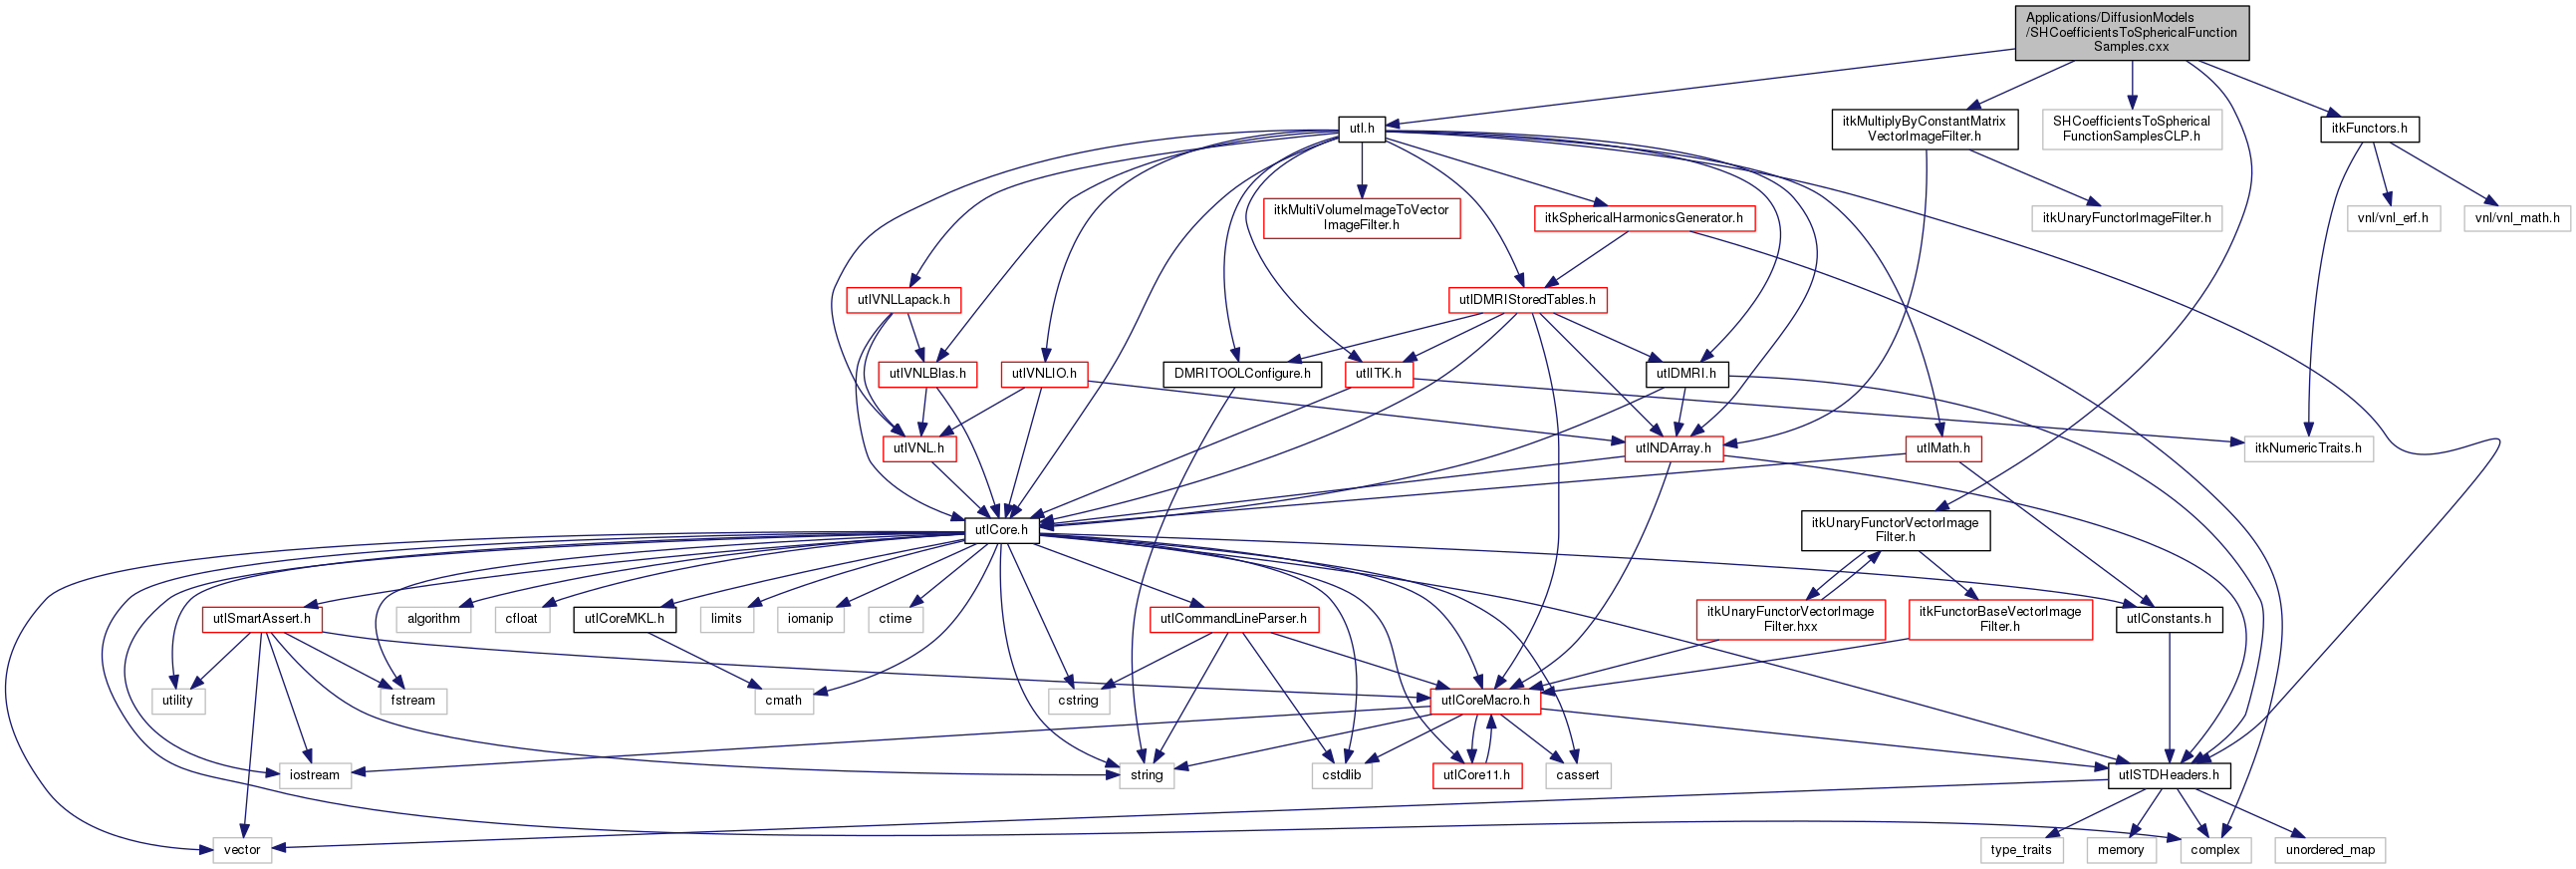 Applications/DiffusionModels
/SHCoefficientsToSphericalFunction
Samples.cxx
utl.h
itkMultiplyByConstantMatrix
VectorImageFilter.h
SHCoefficientsToSpherical
FunctionSamplesCLP.h
itkFunctors.h
itkMultiVolumeImageToVector
ImageFilter.h
itkSphericalHarmonicsGenerator.h
itkUnaryFunctorImageFilter.h
vnl/vnl_erf.h
vnl/vnl_math.h
utlVNLLapack.h
utlDMRIStoredTables.h
utlVNLBlas.h
utlVNLIO.h
DMRITOOLConfigure.h
utlITK.h
utlDMRI.h
utlVNL.h
utlNDArray.h
utlMath.h
itkNumericTraits.h
utlCore.h
itkUnaryFunctorVectorImage
Filter.h
utlSmartAssert.h
algorithm
cfloat
utlCoreMKL.h
limits
iomanip
ctime
utlCommandLineParser.h
itkUnaryFunctorVectorImage
Filter.hxx
itkFunctorBaseVectorImage
Filter.h
utlConstants.h
utility
fstream
cmath
cstring
utlCoreMacro.h
iostream
string
cstdlib
utlCore11.h
cassert
utlSTDHeaders.h
vector
type_traits
memory
complex
unordered_map